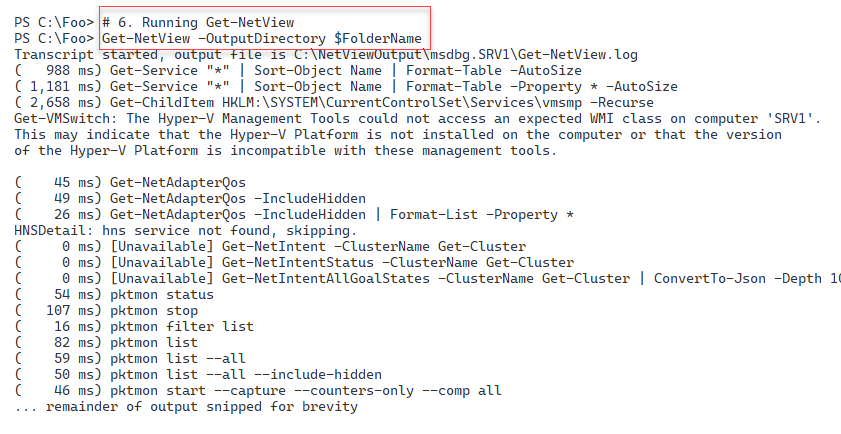 PS C:\Foo> # 6. Running Get-NetView
PS C:\Foo> Get-NetView -OutputDirectory $FolderName
Transcript started, output file is C:\NetViewOutput\msdbg.SRV1\Get-NetView.log
(   988 ms) Get-Service "*" | Sort-Object Name | Format-Table -AutoSize
( 1,181 ms) Get-Service "*" | Sort-Object Name | Format-Table -Property * -AutoSize
( 2,658 ms) Get-ChildItem HKLM:\SYSTEM\CurrentControlSet\Services\vmsmp -Recurse
Get-VMSwitch: The Hyper-V Management Tools could not access an expected WMI class on computer 'SRV1'.
This may indicate that the Hyper-V Platform is not installed on the computer or that the version
of the Hyper-V Platform is incompatible with these management tools.
(    45 ms) Get-NetAdapterQos
(    49 ms) Get-NetAdapterQos -IncludeHidden
(    26 ms) Get-NetAdapterQos -IncludeHidden | Format-List -Property *
HNSDetail: hns service not found, skipping.
(     0 ms) [Unavailable] Get-NetIntent -ClusterName Get-Cluster
(     0 ms) [Unavailable] Get-NetIntentStatus -ClusterName Get-Cluster
(     0 ms) [Unavailable] Get-NetIntentAllGoalStates -ClusterName Get-Cluster | ConvertTo-Json -Depth 10
(    54 ms) pktmon status
(   107 ms) pktmon stop
(    16 ms) pktmon filter list
(    82 ms) pktmon list
(    59 ms) pktmon list --all
(    50 ms) pktmon list --all --include-hidden
(    46 ms) pktmon start --capture --counters-only --comp all
... remainder of output snipped for brevity